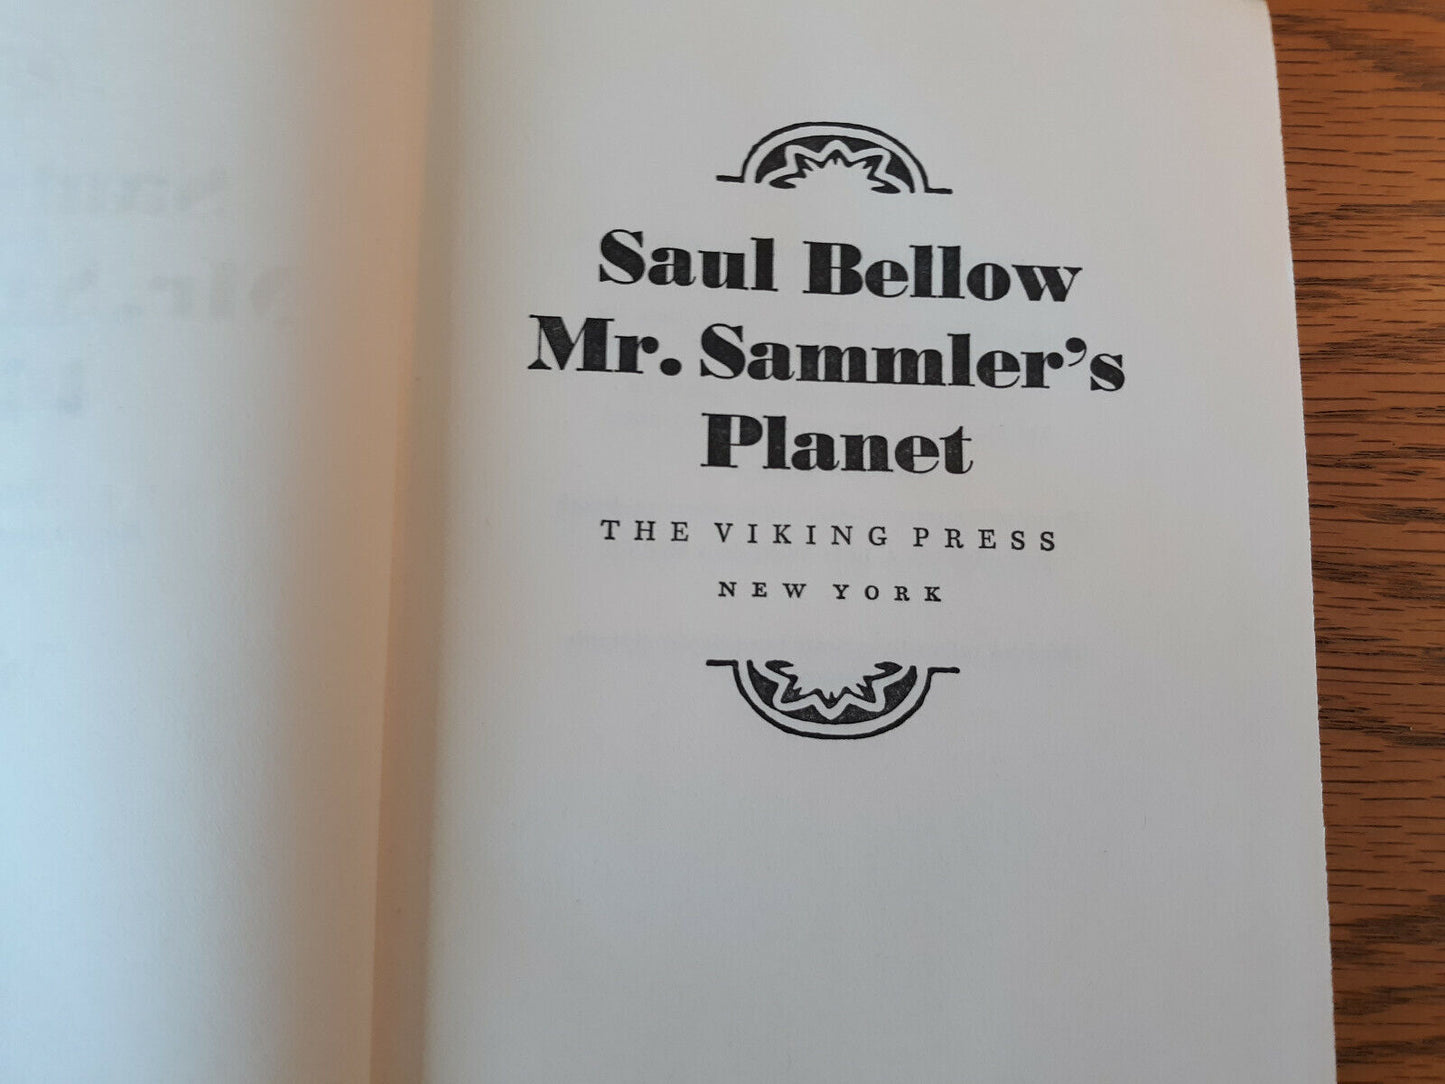 Saul Bellow
Mr. Sammler's
Planet
THE VIKING PRESS
NEW YORK